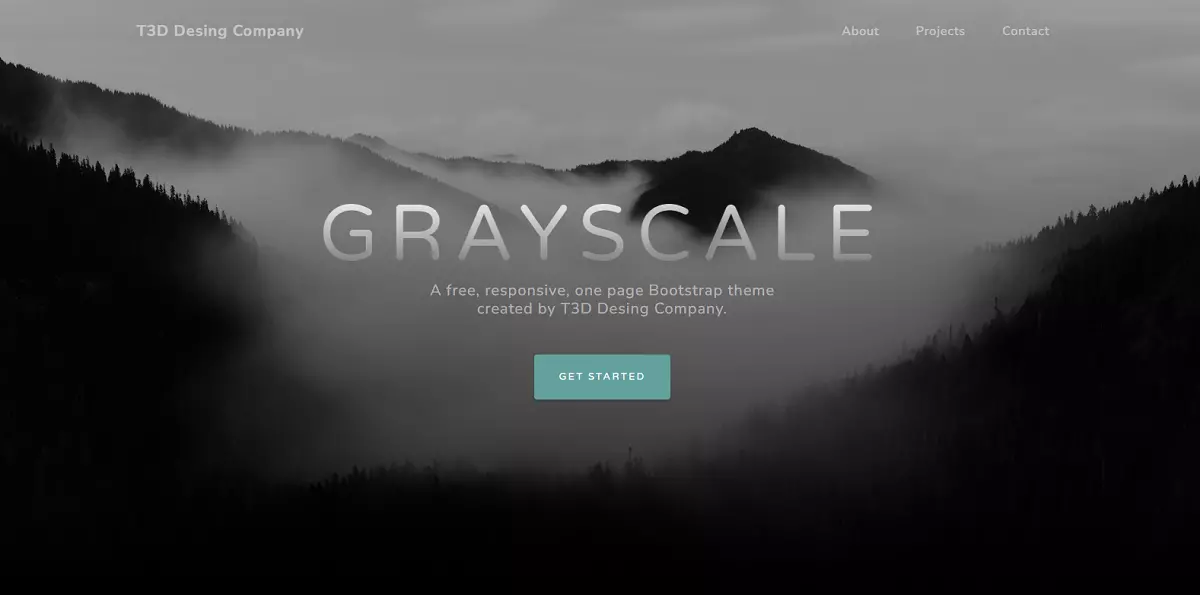 T3D Desing Company
About Projects Contact
GRAYSCALE
A free, responsive, one page Bootstrap theme
created by T3D Desing Company.
GET STARTED